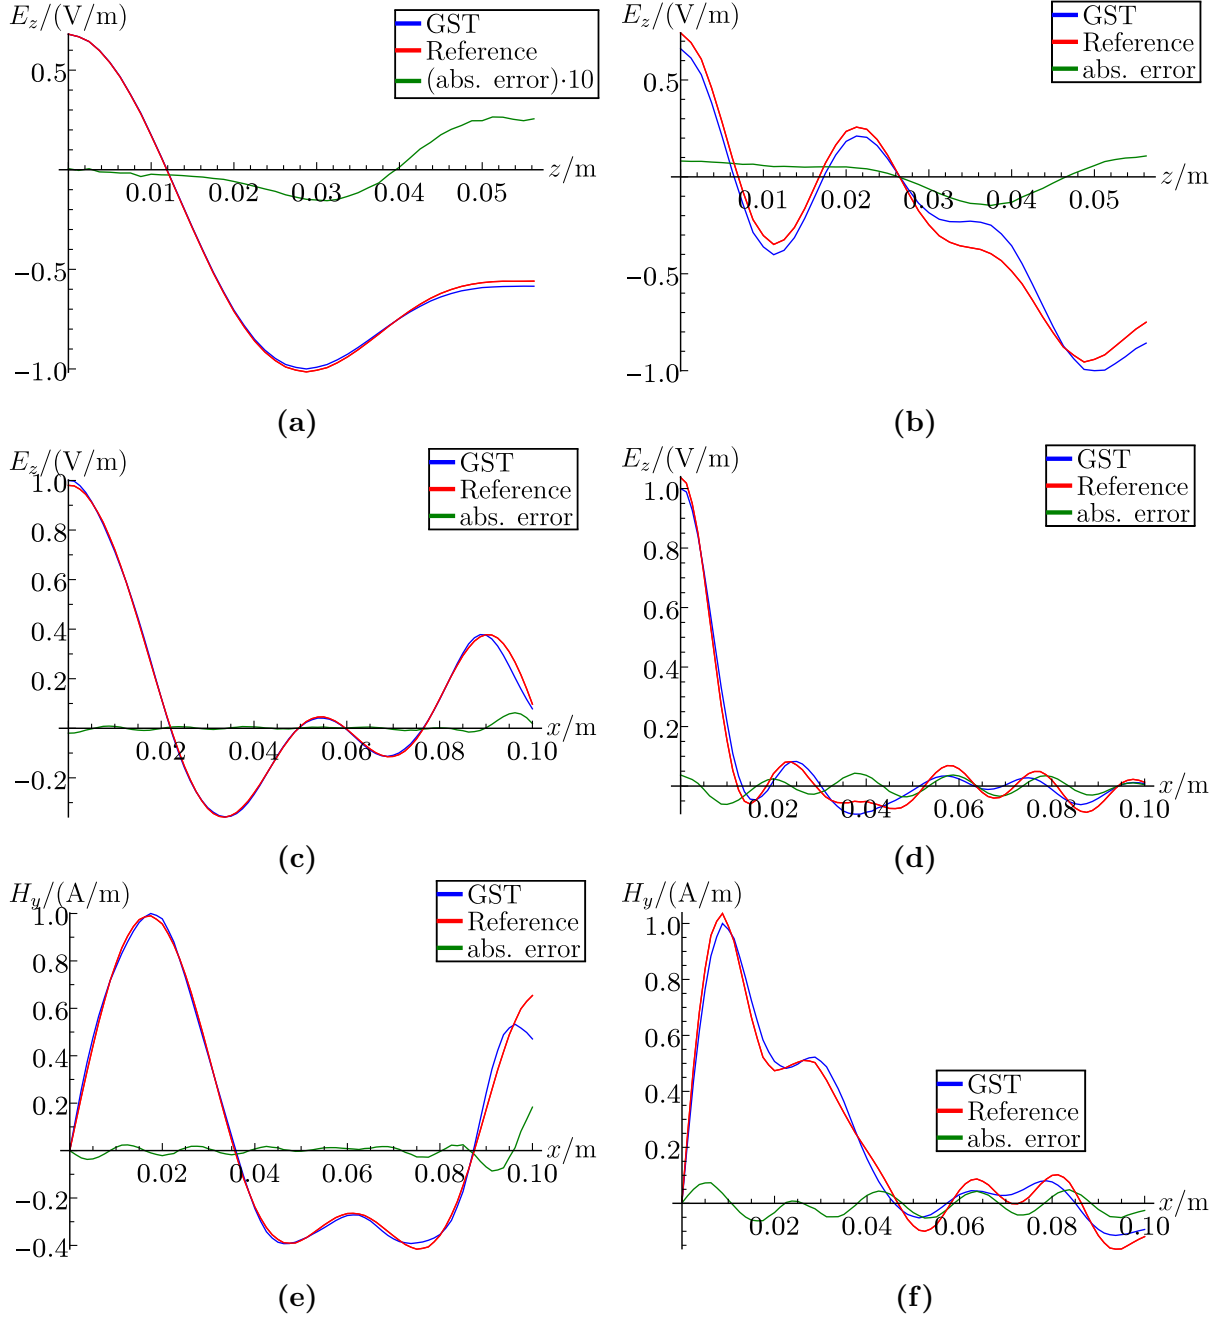 E_z/(V/m)
GST
Reference
(abs. error)·10
0.5
−0.5
−1.0
0.01 0.02 0.03 0.04 0.05
z/m
(a)
E_z/(V/m)
GST
Reference
abs. error
0.5
−0.5
−1.0
0.01 0.02 0.03 0.04 0.05
z/m
(b)
E_z/(V/m)
GST
Reference
abs. error
1.0
0.8
0.6
0.4
0.2
−0.2
0.02 0.04 0.06 0.08 0.10
x/m
(c)
E_z/(V/m)
GST
Reference
abs. error
1.0
0.8
0.6
0.4
0.2
0.02 0.04 0.06 0.08 0.10
x/m
(d)
H_y/(A/m)
GST
Reference
abs. error
1.0
0.8
0.6
0.4
0.2
−0.2
−0.4
0.02 0.04 0.06 0.08 0.10
x/m
(e)
H_y/(A/m)
GST
Reference
abs. error
1.0
0.8
0.6
0.4
0.2
0.02 0.04 0.06 0.08 0.10
x/m
(f)